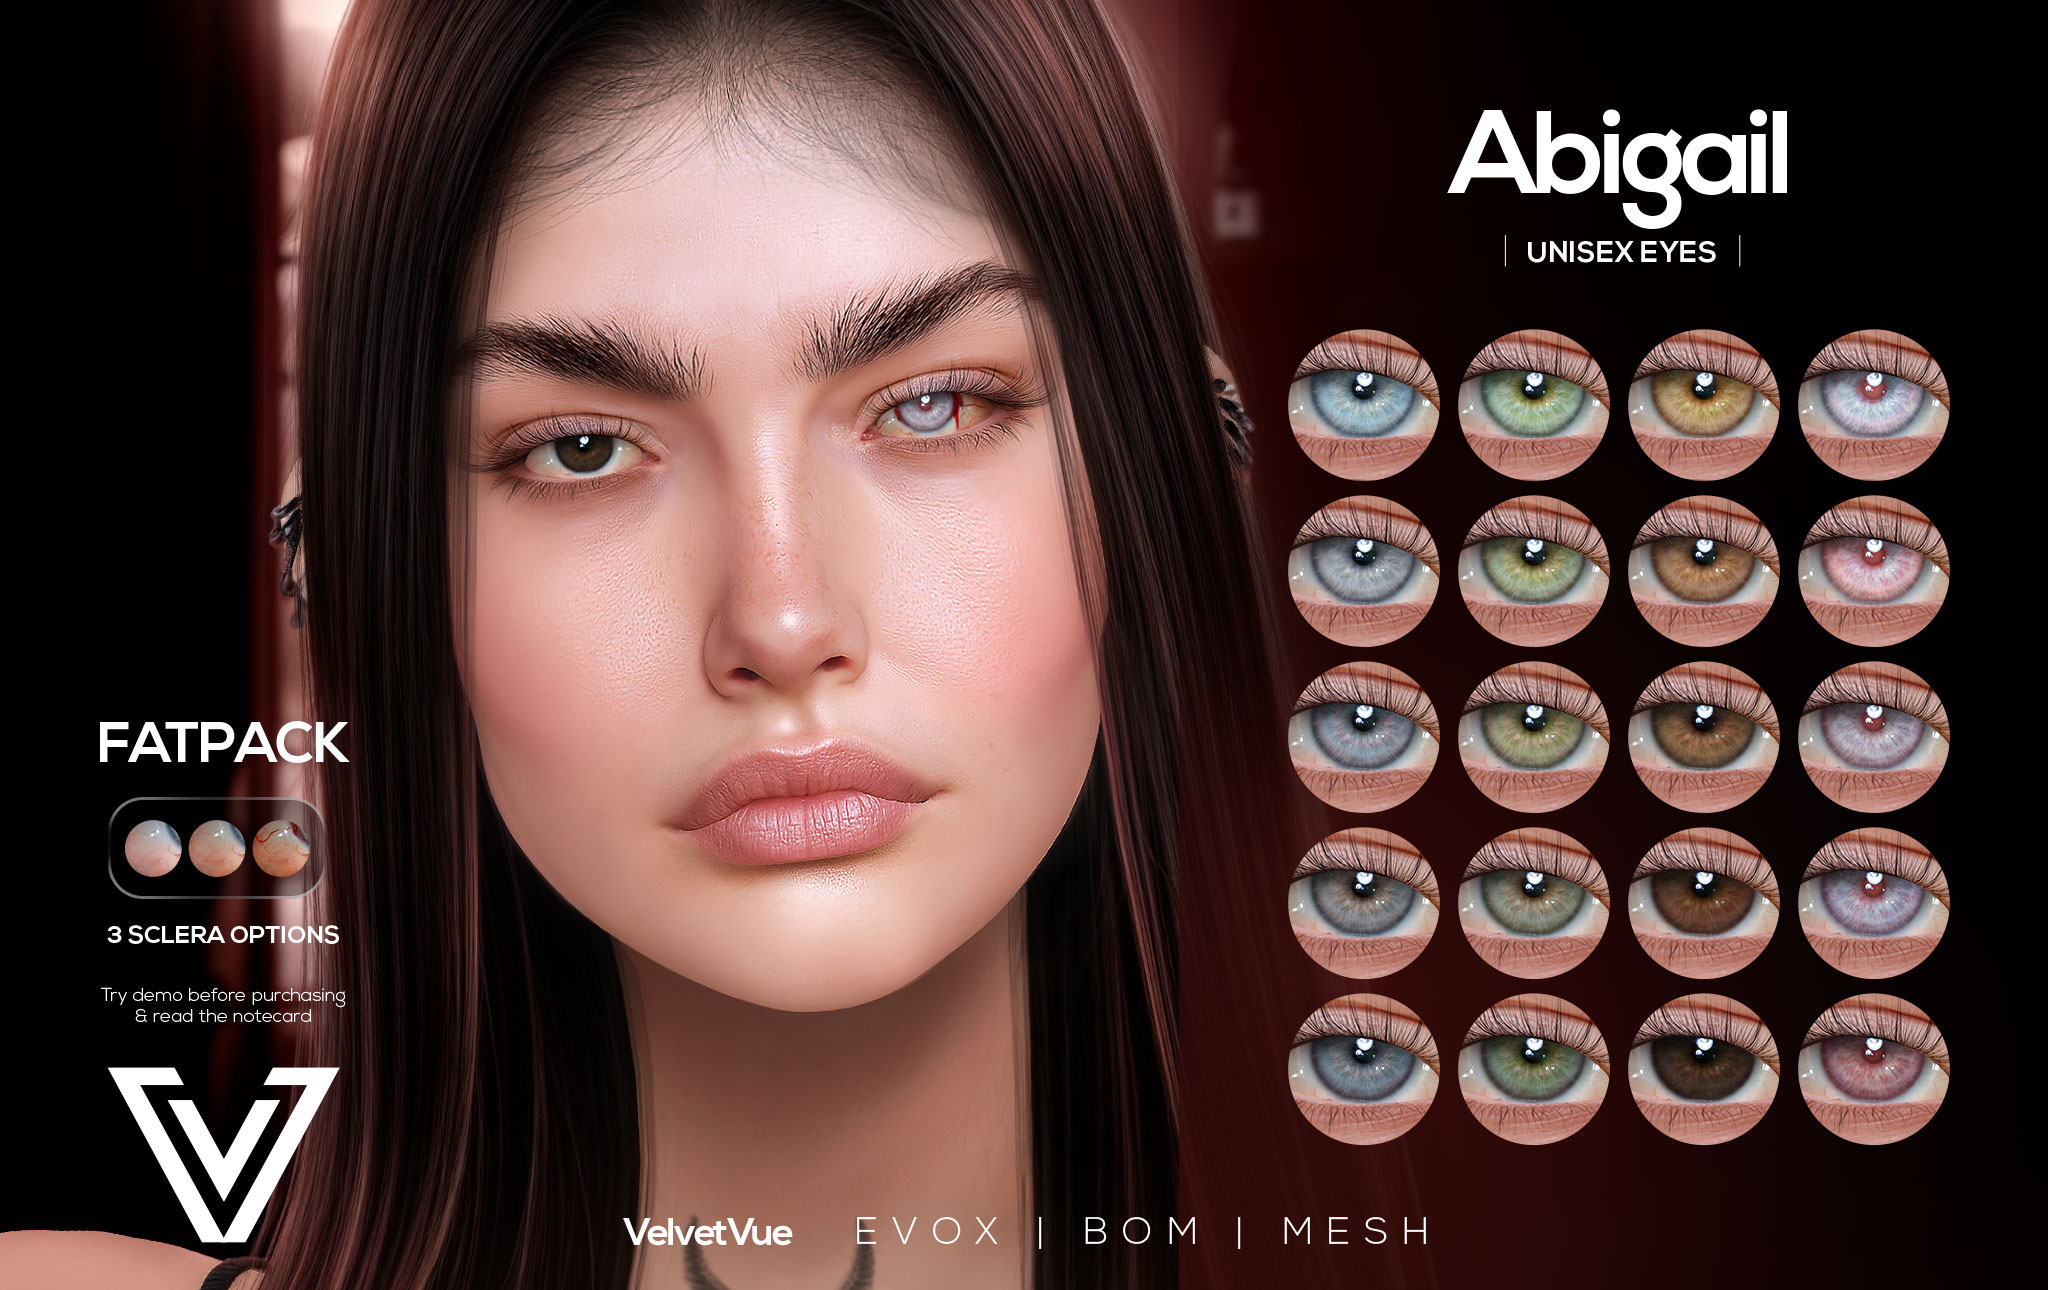 Abigail
UNISEX EYES
FATPACK
3 SCLERA OPTIONS
Try demo before purchasing
& read the notecard
VelvetVue
EVOX | BOM | MESH